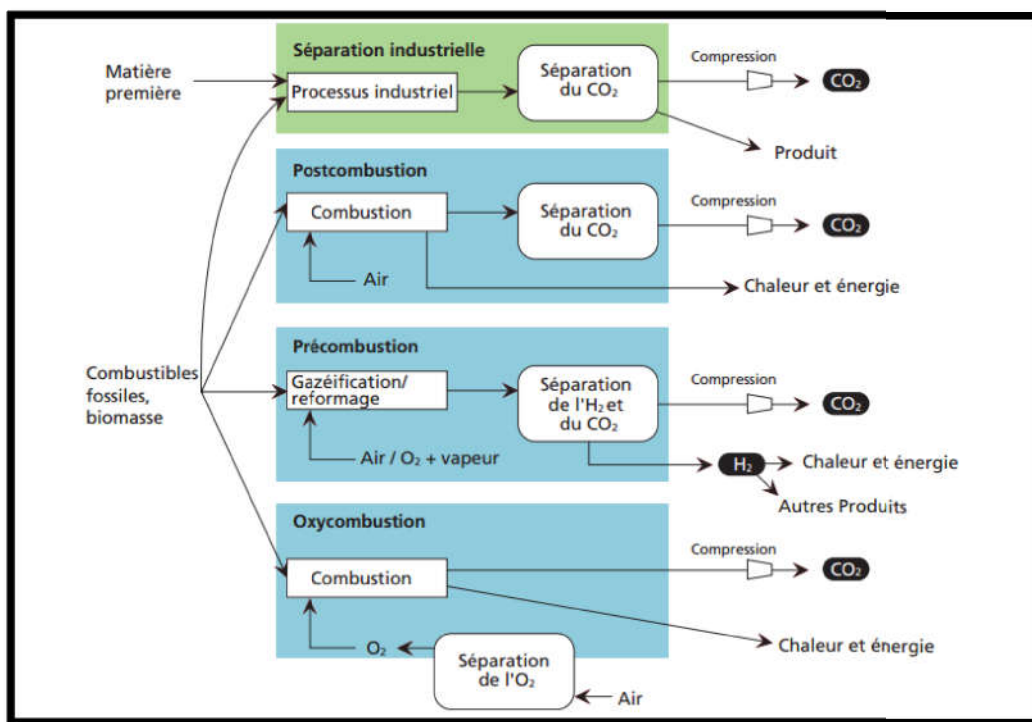 Séparation industrielle
Matière
première
Processus industriel
Séparation
du CO₂
Compression
CO₂
Produit
Postcombustion
Combustion
Air
Séparation
du CO₂
Compression
CO₂
Chaleur et énergie
Combustibles
fossiles,
biomasse
Précombustion
Gazéification/
reformage
Air / O₂ + vapeur
Séparation
de l'H₂ et
du CO₂
Compression
CO₂
H₂
Chaleur et énergie
Autres Produits
Oxycombustion
Combustion
O₂
Séparation
de l'O₂
Air
Compression
CO₂
Chaleur et énergie